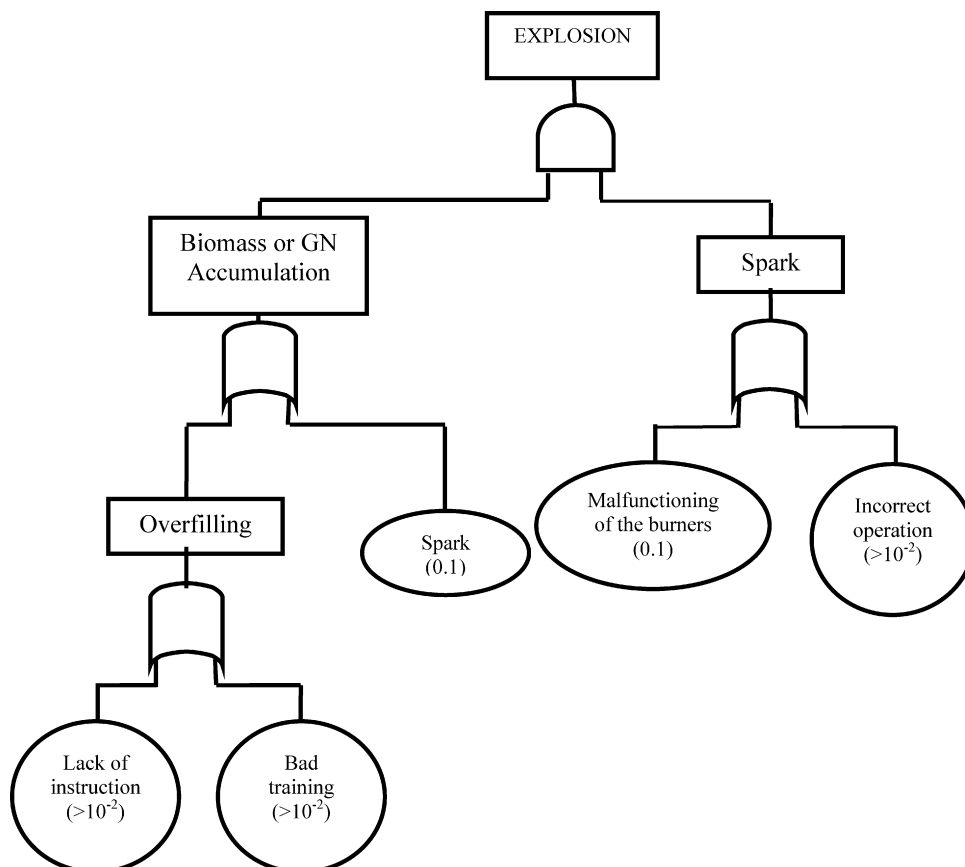 EXPLOSION
Biomass or GN
Accumulation
Spark
Overfilling
Spark
(0.1)
Malfunctioning
of the burners
(0.1)
Incorrect
operation
(>10⁻²)
Lack of
instruction
(>10⁻²)
Bad
training
(>10⁻²)